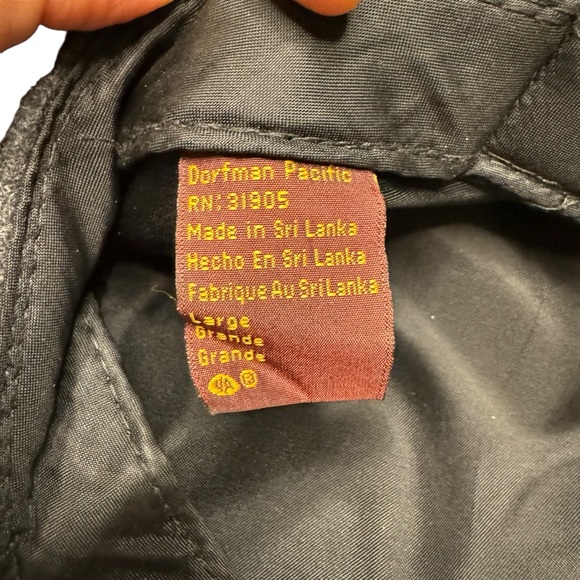 Dorfman Pacific
RN: 31905
Made in Sri Lanka
Hecho En Sri Lanka
Fabrique Au Sri Lanka
Large
Grande
Grande
®